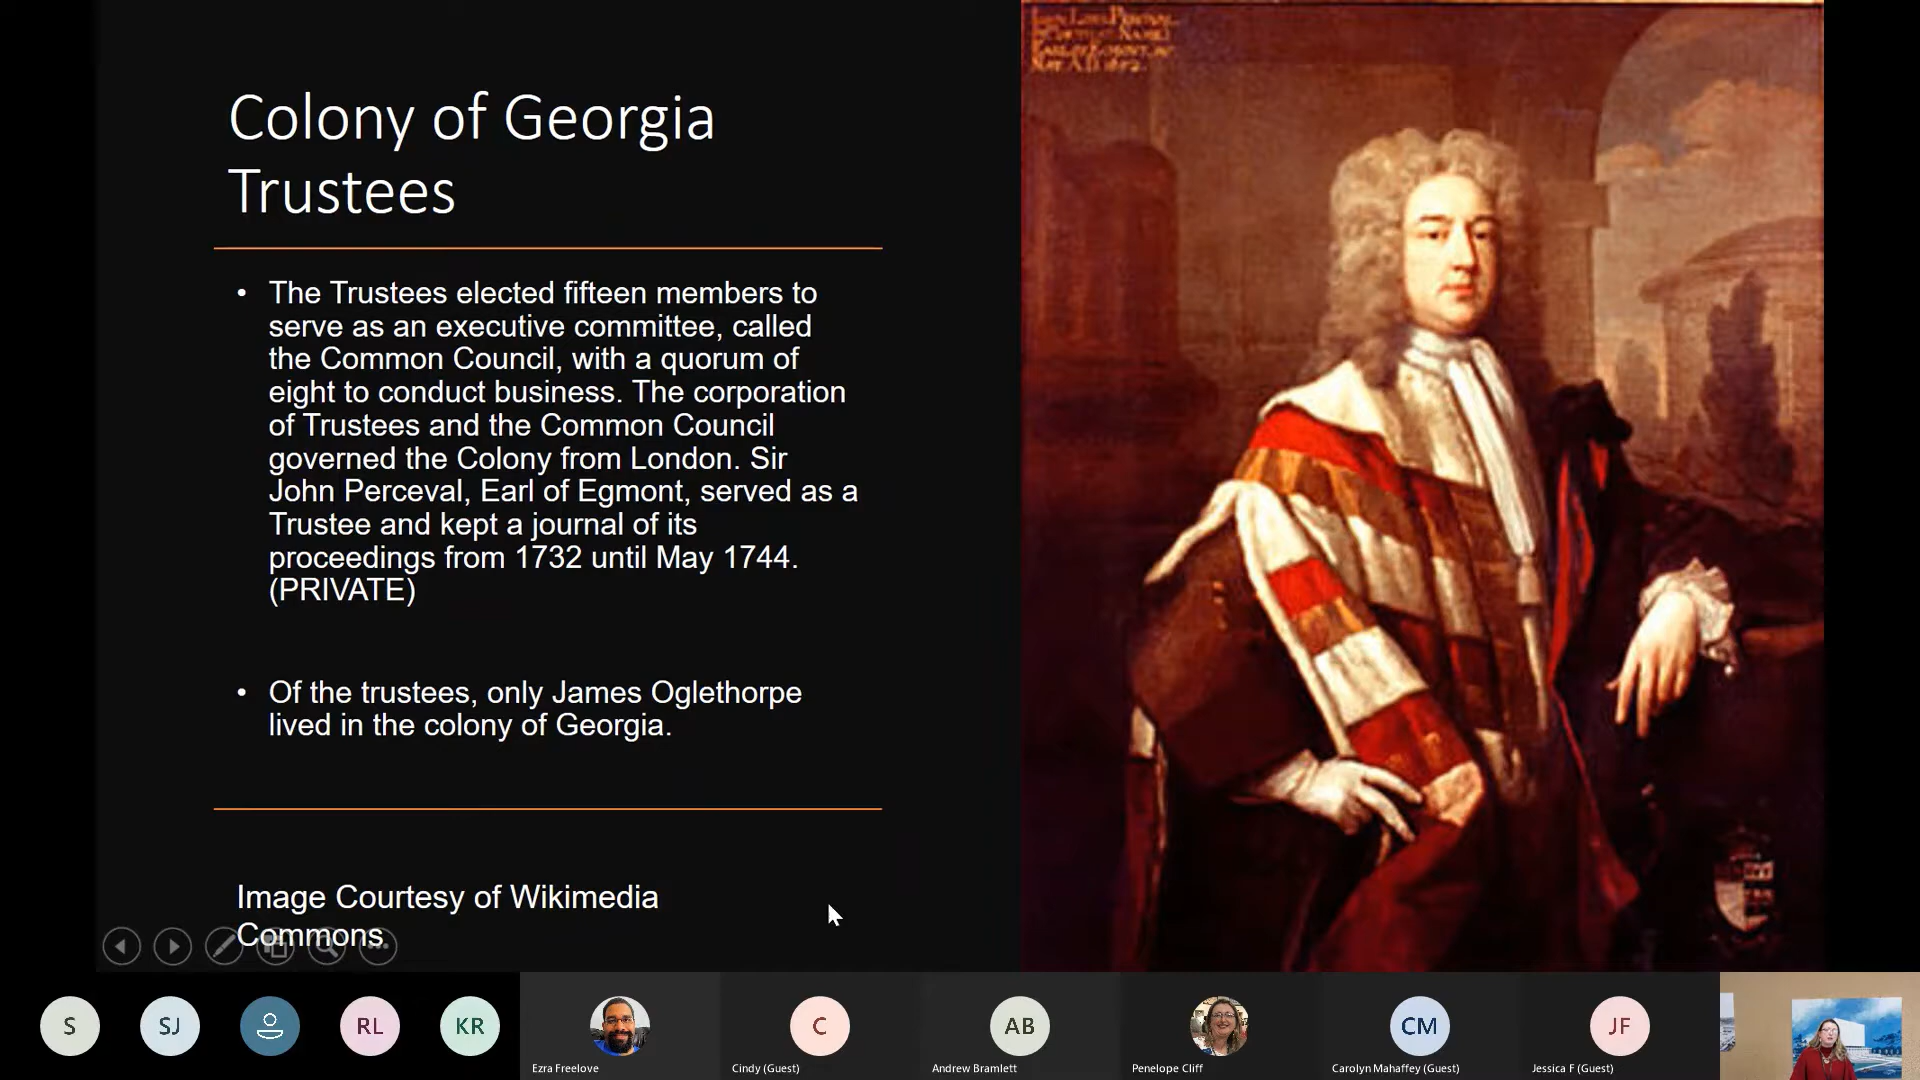 Colony of Georgia
Trustees
• The Trustees elected fifteen members to
serve as an executive committee, called
the Common Council, with a quorum of
eight to conduct business. The corporation
of Trustees and the Common Council
governed the Colony from London. Sir
John Perceval, Earl of Egmont, served as a
Trustee and kept a journal of its
proceedings from 1732 until May 1744.
(PRIVATE)
• Of the trustees, only James Oglethorpe
lived in the colony of Georgia.
Image Courtesy of Wikimedia
Commons
S
SJ
RL
KR
Ezra Freelove
C
Cindy (Guest)
AB
Andrew Bramlett
Penelope Cliff
CM
Carolyn Mahaffey (Guest)
JF
Jessica F (Guest)